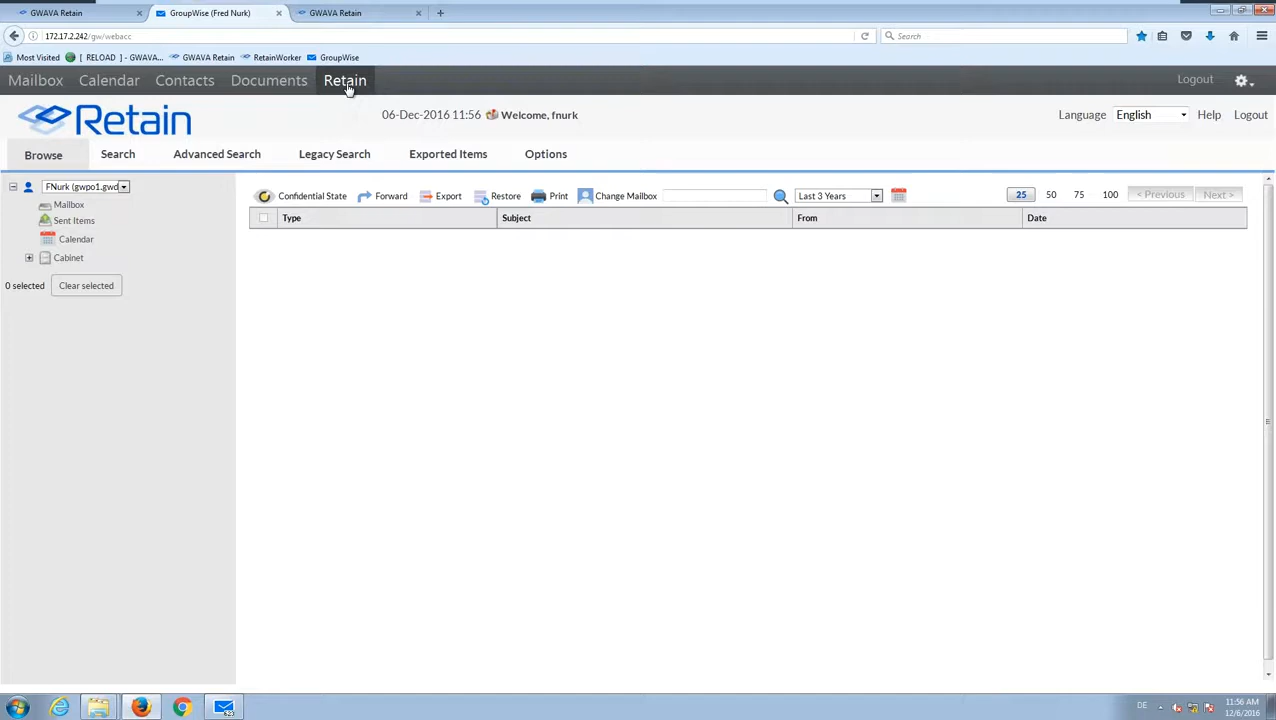 GWAVA Retain
GroupWise (Fred Nurk)
GWAVA Retain
172.17.2.242/gw/webacc
Search
Most Visited
[ RELOAD ] - GWAVA...
GWAVA Retain
RetainWorker
GroupWise
Mailbox
Calendar
Contacts
Documents
Retain
Logout
Retain
06-Dec-2016 11:56
Welcome, fnurk
Language
English
Help
Logout
Browse
Search
Advanced Search
Legacy Search
Exported Items
Options
FNurk (gwpo1.gwd
Mailbox
Sent Items
Calendar
Cabinet
0 selected
Clear selected
Confidential State
Forward
Export
Restore
Print
Change Mailbox
Last 3 Years
25
50
75
100
< Previous
Next >
Type
Subject
From
Date
DE
11:56 AM
12/6/2016